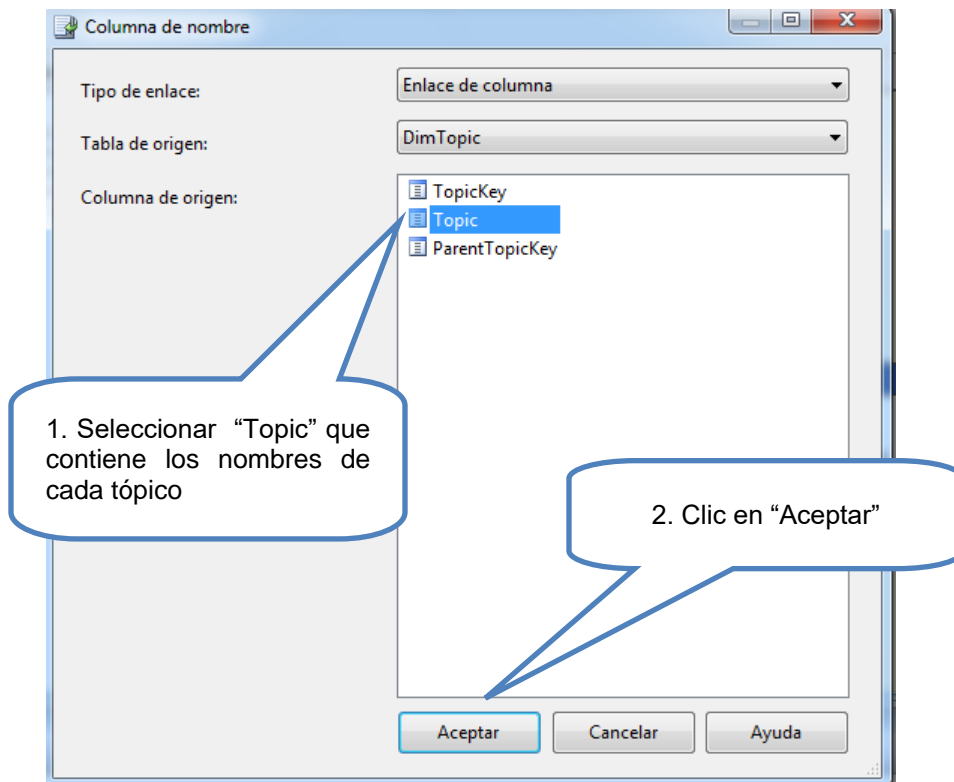 Columna de nombre
Tipo de enlace:
Enlace de columna
Tabla de origen:
DimTopic
Columna de origen:
TopicKey
Topic
ParentTopicKey
1. Seleccionar “Topic” que
contiene los nombres de
cada tópico
2. Clic en “Aceptar”
Aceptar
Cancelar
Ayuda